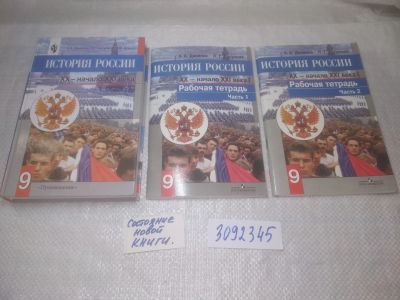 ИСТОРИЯ РОССИИ
XX – начало XXI века
9
«Просвещение»
ИСТОРИЯ РОССИИ
XX – начало XXI века
Рабочая тетрадь
Часть 1
9
ИСТОРИЯ РОССИИ
XX – начало XXI века
Рабочая тетрадь
Часть 2
9
состояние
новой
книги.
3092345